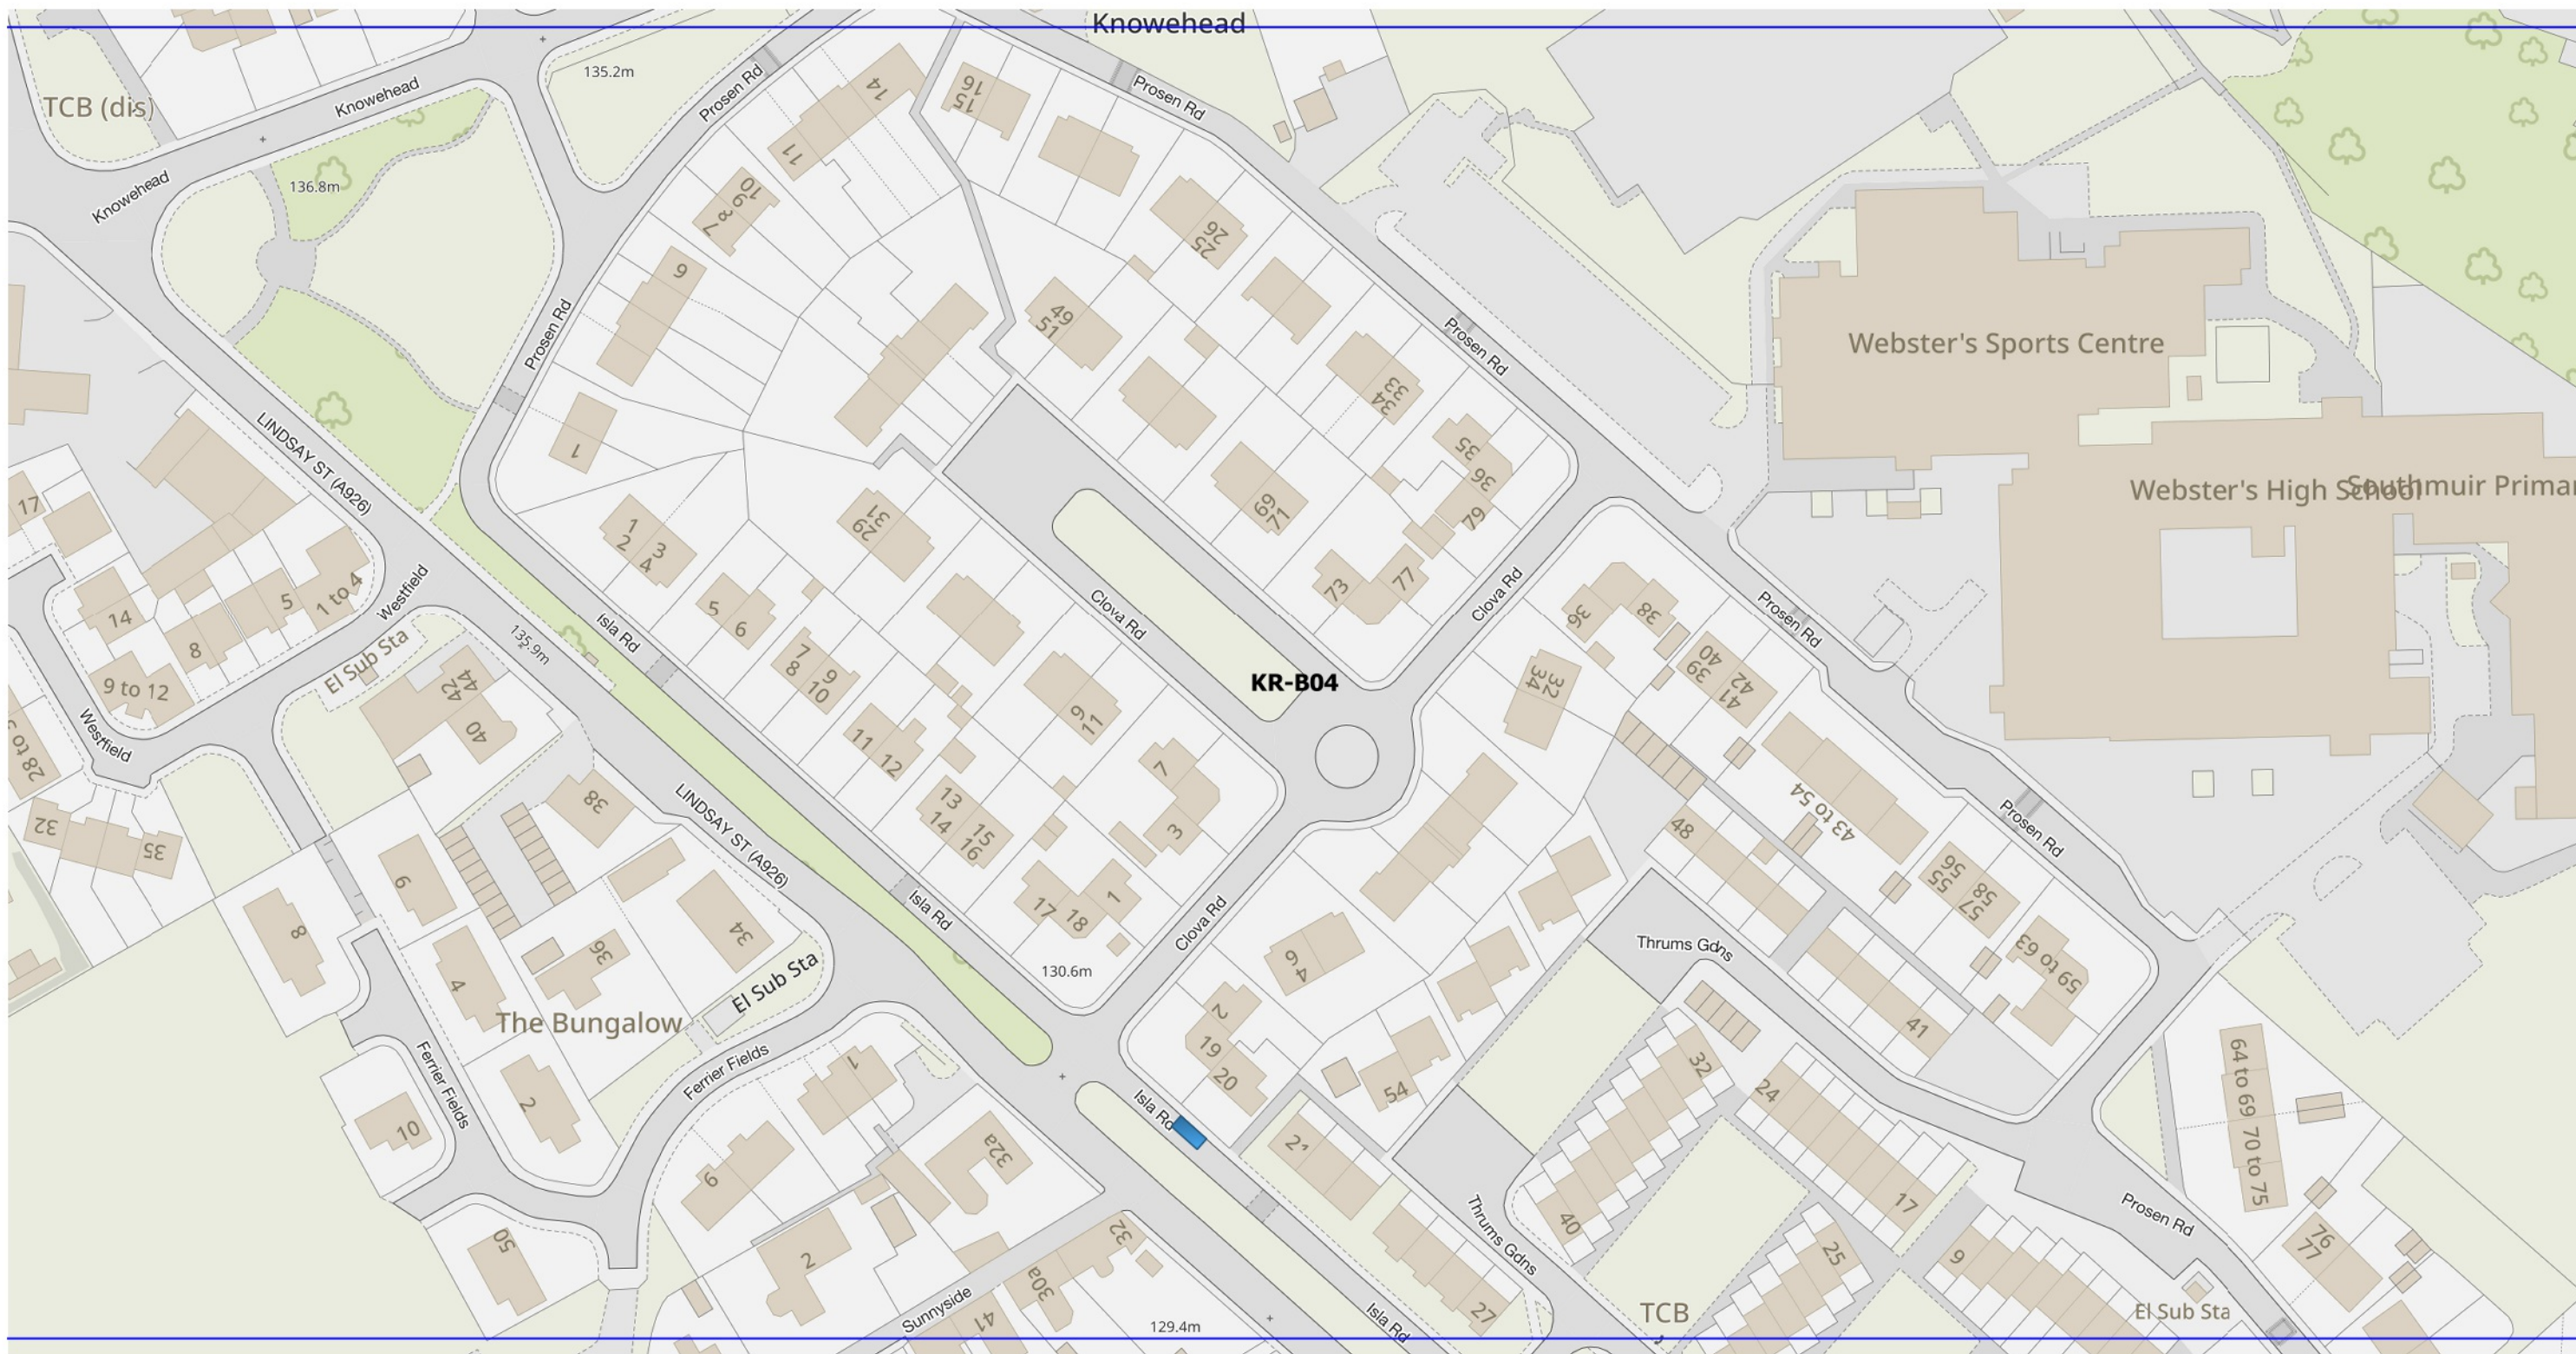 Knowehead
TCB (dis)
Knowehead
135.2m
Prosen Rd
14
16
15
Prosen Rd
Knowehead
136.8m
11
10
9
8
7
26
25
6
49
51
Prosen Rd
Prosen Rd
33
34
Webster's Sports Centre
LINDSAY ST (A926)
1
35
36
69
71
79
Webster's High School
Southmuir Primar
17
31
29
1
2
3
4
Westfield
1 to 4
5
14
8
9 to 12
El Sub Sta
135.9m
Isla Rd
5
6
Clova Rd
73
77
Clova Rd
36
38
Prosen Rd
40
39
42
41
32
34
KR-B04
44
42
40
7
8
9
10
9
11
Westfield
28 to
11
12
7
3
43 to 54
Prosen Rd
38
LINDSAY ST (A926)
13
14
15
16
48
32
35
6
56
55
58
57
8
34
36
Isla Rd
17
18
1
Clova Rd
6
4
Thrums Gdns
59 to 63
130.6m
4
El Sub Sta
The Bungalow
2
19
20
41
64 to 69
70 to 75
Ferrier Fields
Ferrier Fields
1
54
32
24
2
10
Isla Rd
21
32a
6
40
17
Prosen Rd
Thrums Gdns
50
2
32
30a
25
9
76
77
Sunnyside
41
129.4m
Isla Rd
27
TCB
El Sub Sta